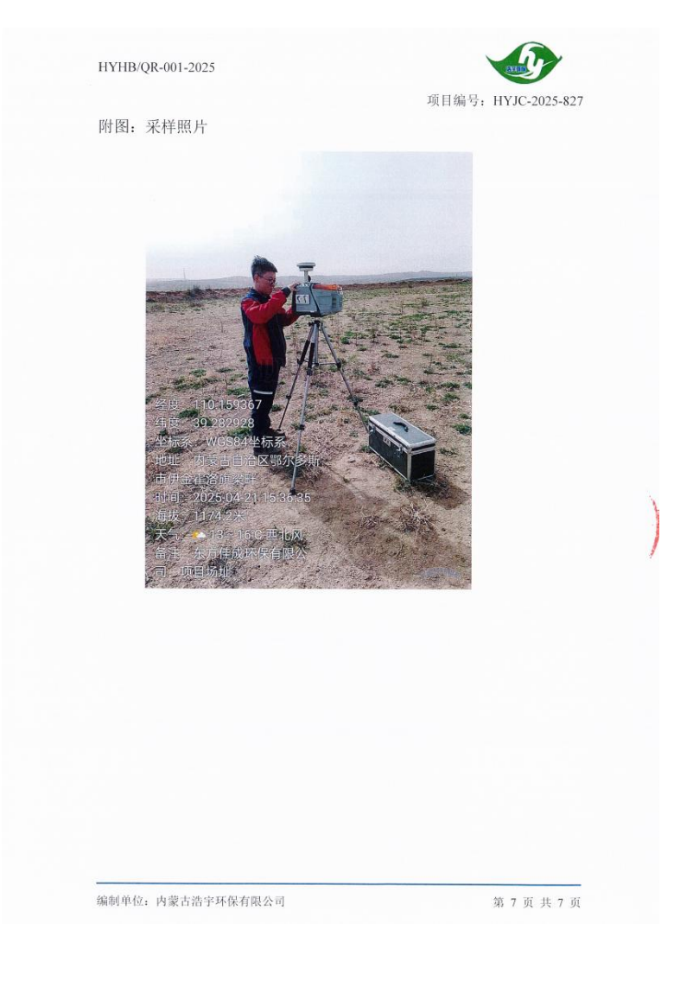 HYHB/QR-001-2025
hy
项目编号：HYJC-2025-827
附图：采样照片
22
经度 110.159367
纬度 39.282928
坐标系 WGS84坐标系
地址 内蒙古自治区鄂尔多斯
市伊金霍洛旗梁畔
时间 2025-04-21 15:36:35
海拔 1174.2米
天气 13 ~ 16℃ 西北风
备注 东方佳成环保有限公
司 项目场址
编制单位：内蒙古浩宇环保有限公司
第 7 页 共 7 页